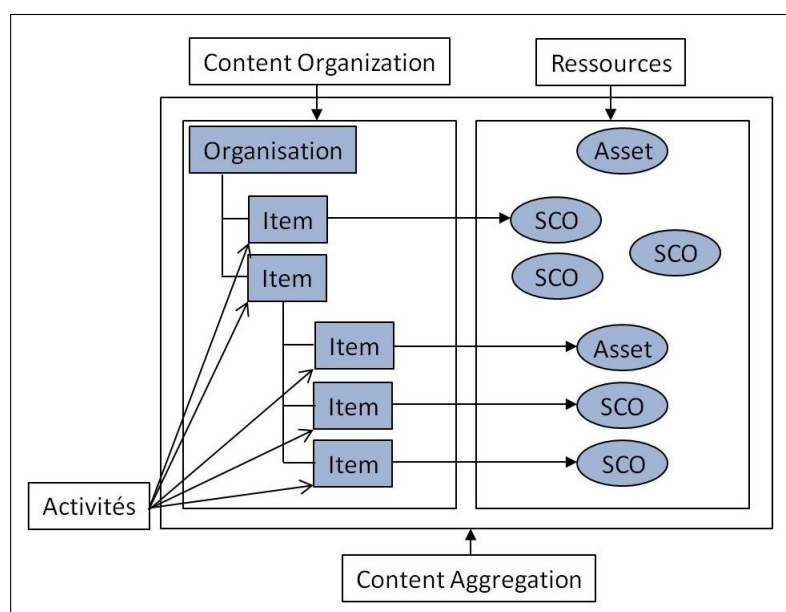 Content Organization
Ressources
Organisation
Asset
Item
SCO
SCO
Item
SCO
Item
Asset
Item
SCO
Item
SCO
Activités
Content Aggregation